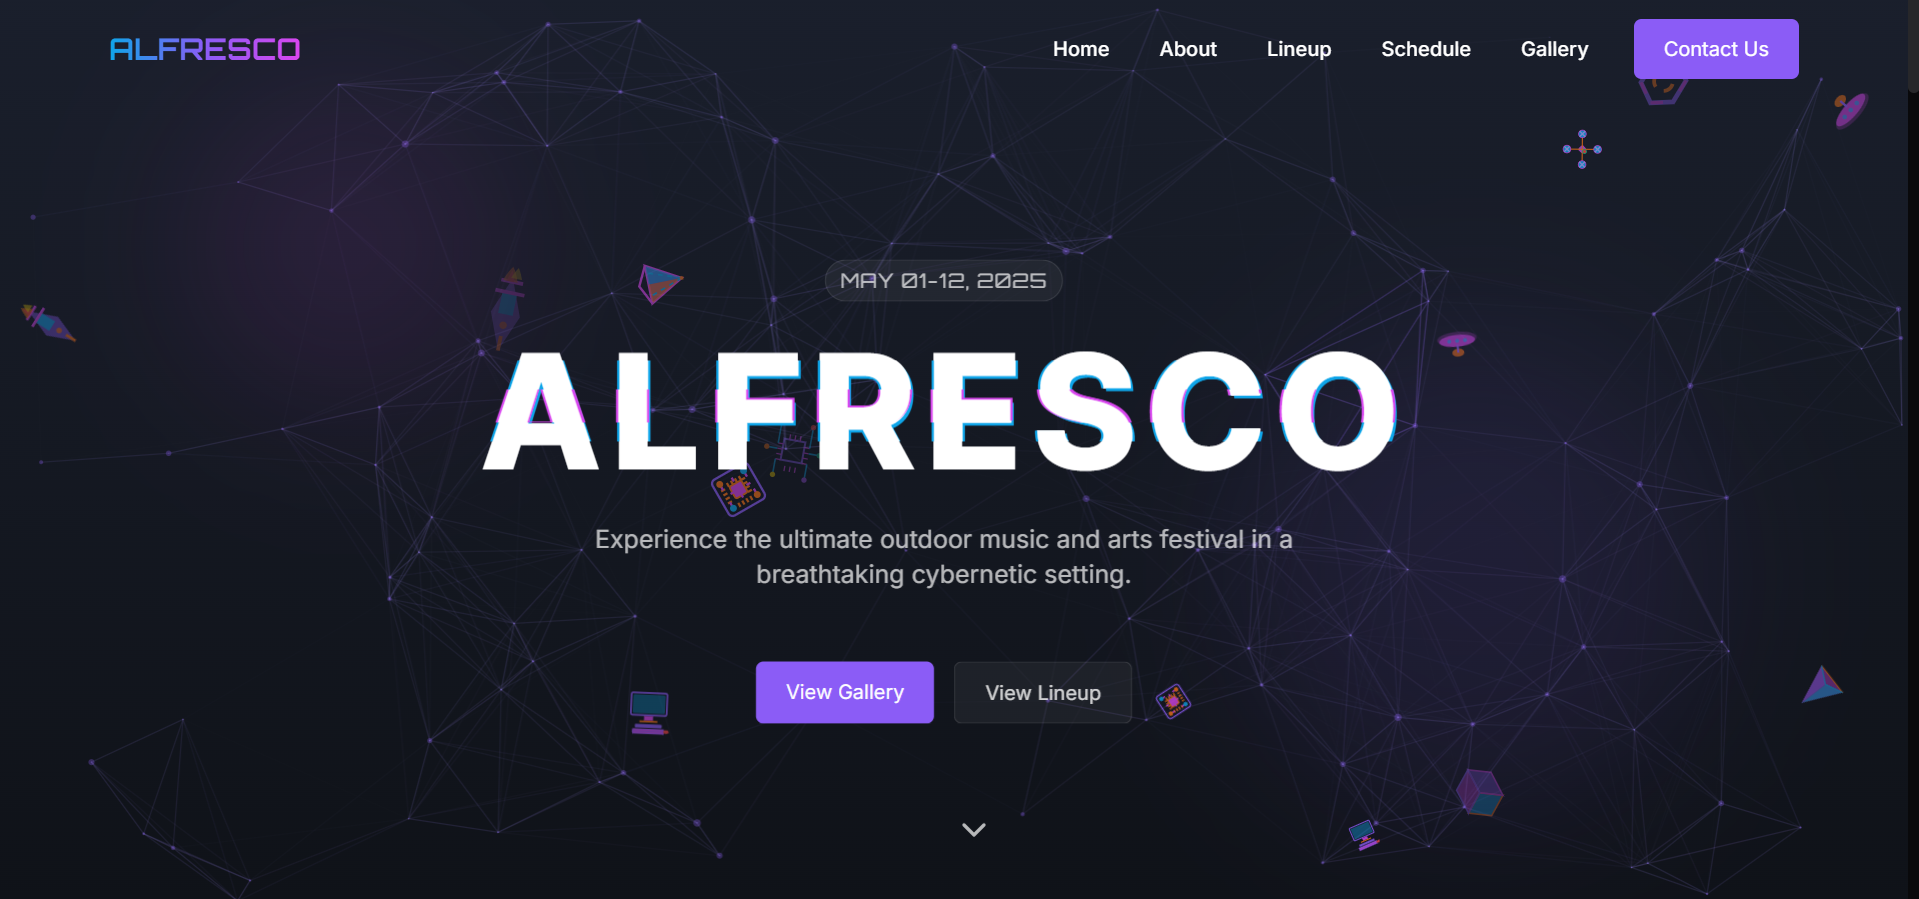 ALFRESCO
Home About Lineup Schedule Gallery Contact Us
MAY 01-12, 2025
ALFRESCO
Experience the ultimate outdoor music and arts festival in a
breathtaking cybernetic setting.
View Gallery View Lineup